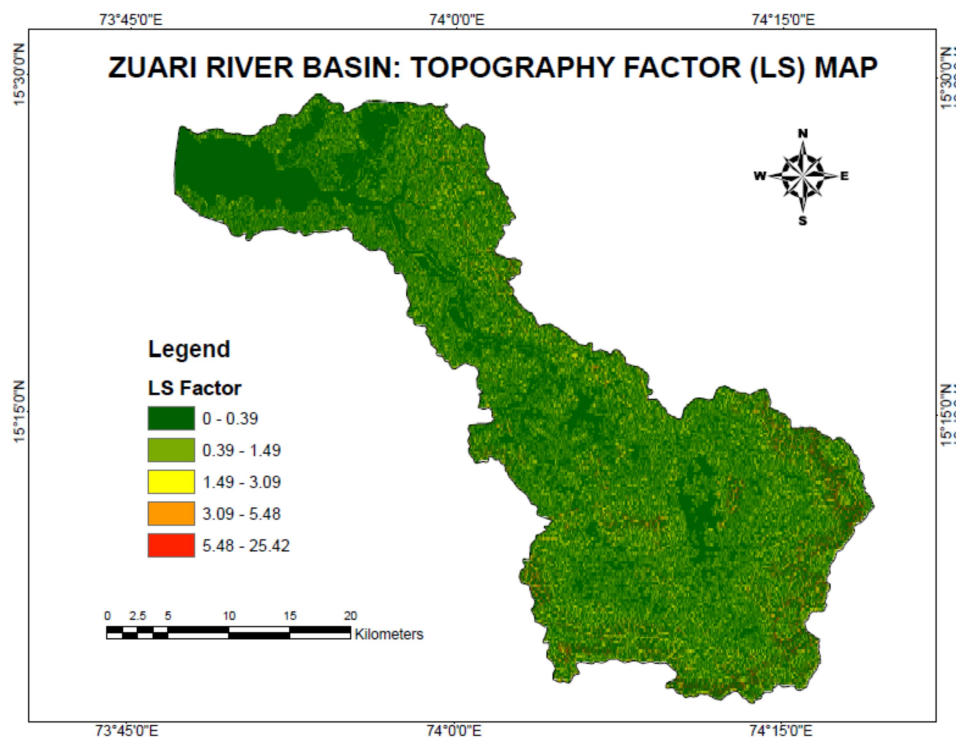 73°45'0"E 74°0'0"E 74°15'0"E
ZUARI RIVER BASIN: TOPOGRAPHY FACTOR (LS) MAP
15°30'0"N 15°30'0"N
N
W E
S
Legend
LS Factor
0 - 0.39
0.39 - 1.49
1.49 - 3.09
3.09 - 5.48
5.48 - 25.42
15°15'0"N 15°15'0"N
0 2.5 5 10 15 20
Kilometers
73°45'0"E 74°0'0"E 74°15'0"E